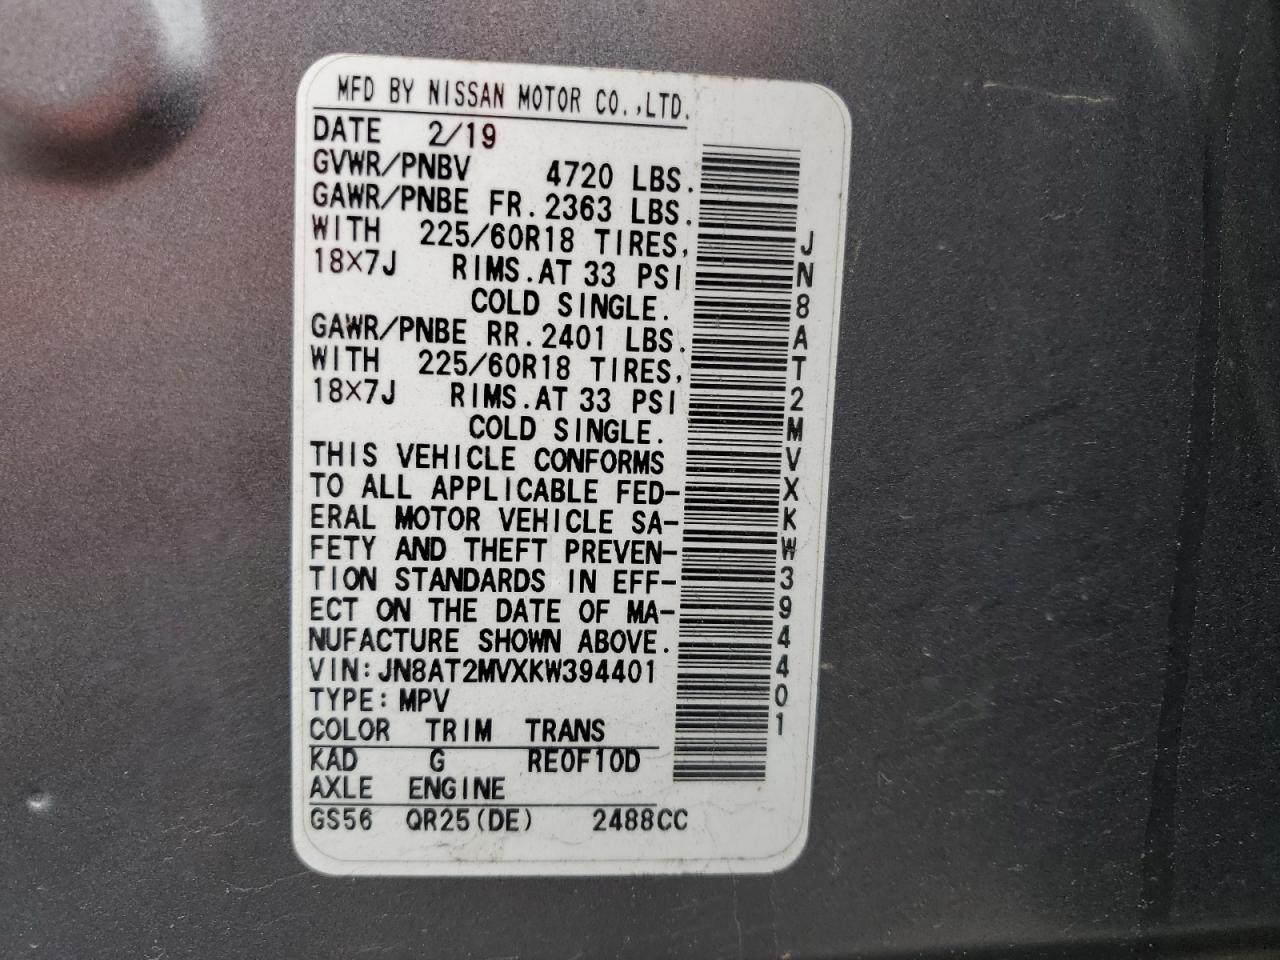 MFD BY NISSAN MOTOR CO.,LTD.
DATE 2/19
GVWR/PNBV 4720 LBS.
GAWR/PNBE FR.2363 LBS.
WITH 225/60R18 TIRES,
18×7J RIMS.AT 33 PSI
COLD SINGLE.
GAWR/PNBE RR.2401 LBS.
WITH 225/60R18 TIRES,
18×7J RIMS.AT 33 PSI
COLD SINGLE.
THIS VEHICLE CONFORMS
TO ALL APPLICABLE FED-
ERAL MOTOR VEHICLE SA-
FETY AND THEFT PREVEN-
TION STANDARDS IN EFF-
ECT ON THE DATE OF MA-
NUFACTURE SHOWN ABOVE.
VIN:JN8AT2MVXKW394401
TYPE:MPV
COLOR TRIM TRANS
KAD G RE0F10D
AXLE ENGINE
GS56 QR25(DE) 2488CC
JN8AT2MVXKW394401